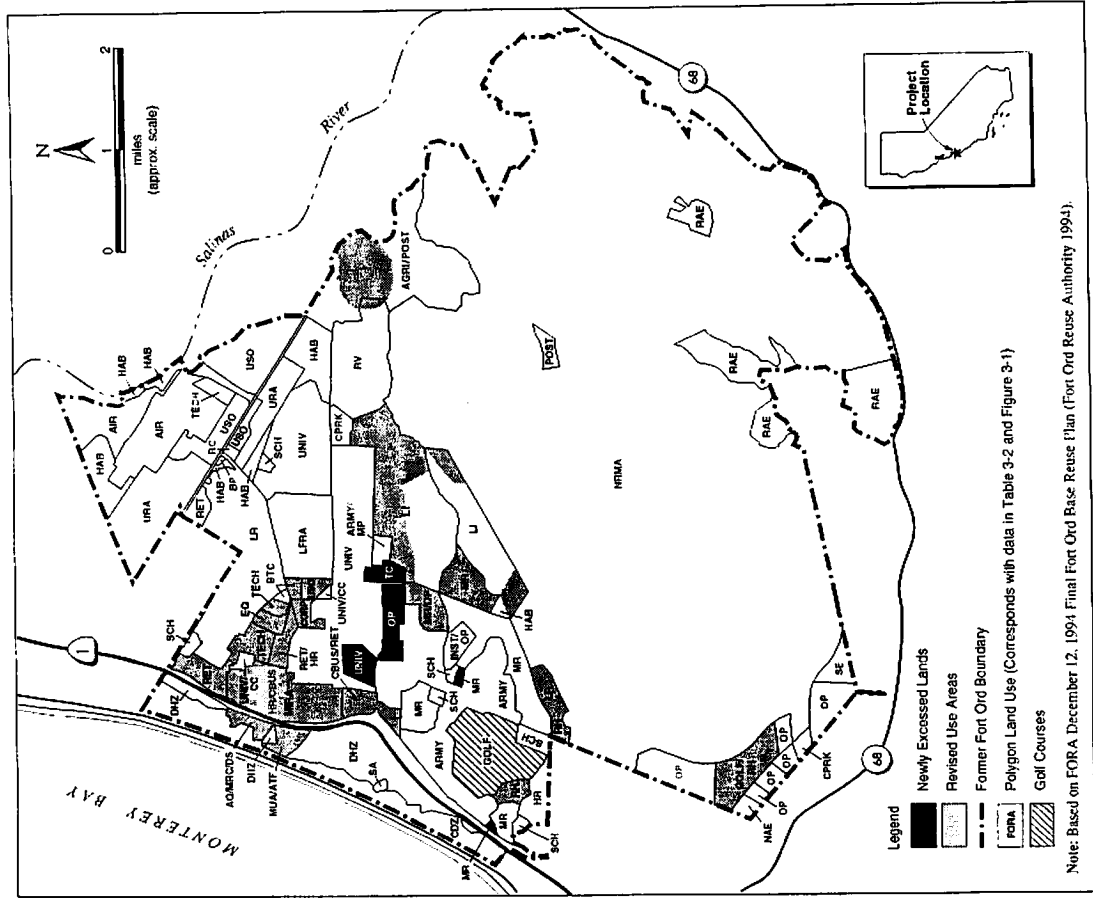 N
0
1
2
miles
(approx. scale)
Salinas
River
MONTEREY BAY
1
68
68
Project
Location
HAB
HAB
HAB
AIR
AIR
TECH
USO
USO
USO
URA
URA
HAB
RC
HAB
BP
HAB
SCH
UNIV
RET
LR
LFRA
CPRK
RV
AGRI/POST
POST
RAE
RAE
RAE
RAE
NRMA
ARMY/
MP
UNIV
UNIV/CC
TC
OP
UNIV
CBUS/RET
RET/
HR
TECH
BTC
EQ
TECH
SCH
RET
DHZ
AQ/MRC/DS
DHZ
MUA/ATF
DHZ
SA
CDZ
MR
MR
SCH
HR
GOLF
ARMY
SCH
MR
SCH
SCH
MR
INST/
OP
ARMY
MR
HAB
LI
OP
OP
OP
OP
OP
OP
SE
CPRK
NAE
Legend
Newly Excessed Lands
Revised Use Areas
Former Fort Ord Boundary
FORA
Polygon Land Use (Corresponds with data in Table 3-2 and Figure 3-1)
Golf Courses
Note: Based on FORA December 12, 1994 Final Fort Ord Base Reuse Plan (Fort Ord Reuse Authority 1994).